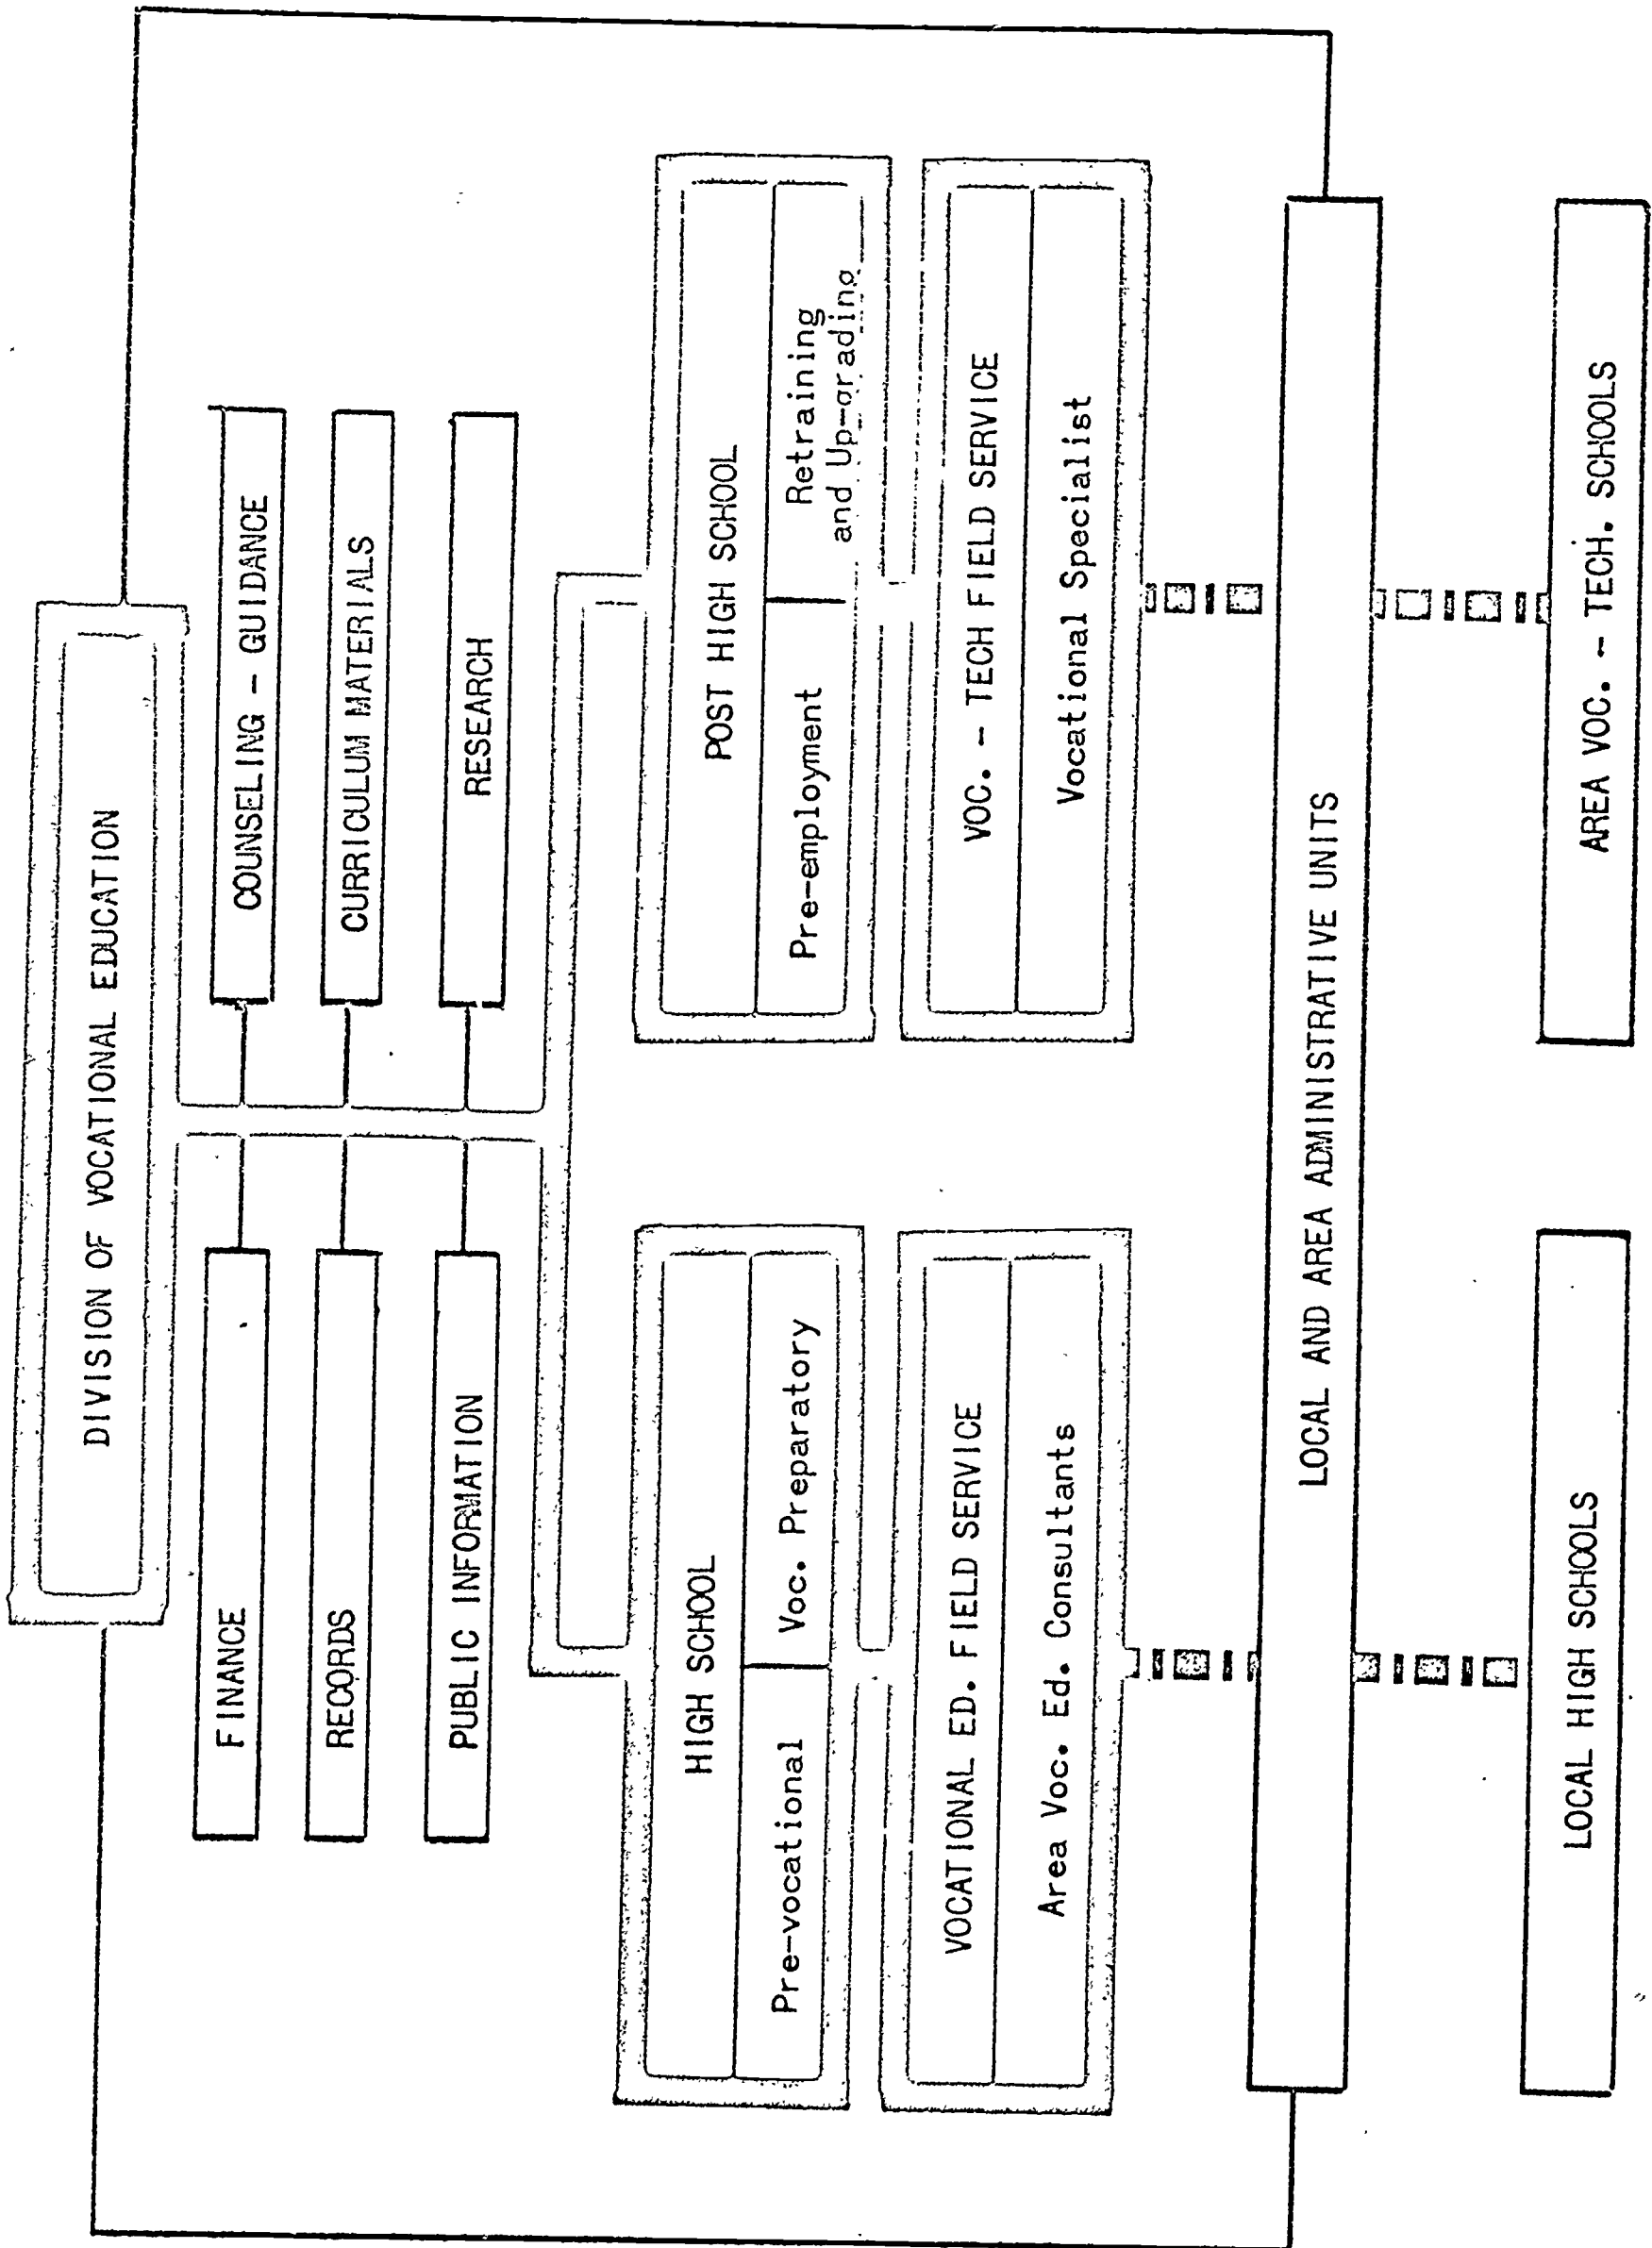 DIVISION OF VOCATIONAL EDUCATION
FINANCE
COUNSELING - GUIDANCE
RECORDS
CURRICULUM MATERIALS
PUBLIC INFORMATION
RESEARCH
HIGH SCHOOL
Pre-vocational
Voc. Preparatory
POST HIGH SCHOOL
Pre-employment
Retraining
and Up-grading
VOCATIONAL ED. FIELD SERVICE
Area Voc. Ed. Consultants
VOC. - TECH FIELD SERVICE
Vocational Specialist
LOCAL AND AREA ADMINISTRATIVE UNITS
LOCAL HIGH SCHOOLS
AREA VOC. - TECH. SCHOOLS